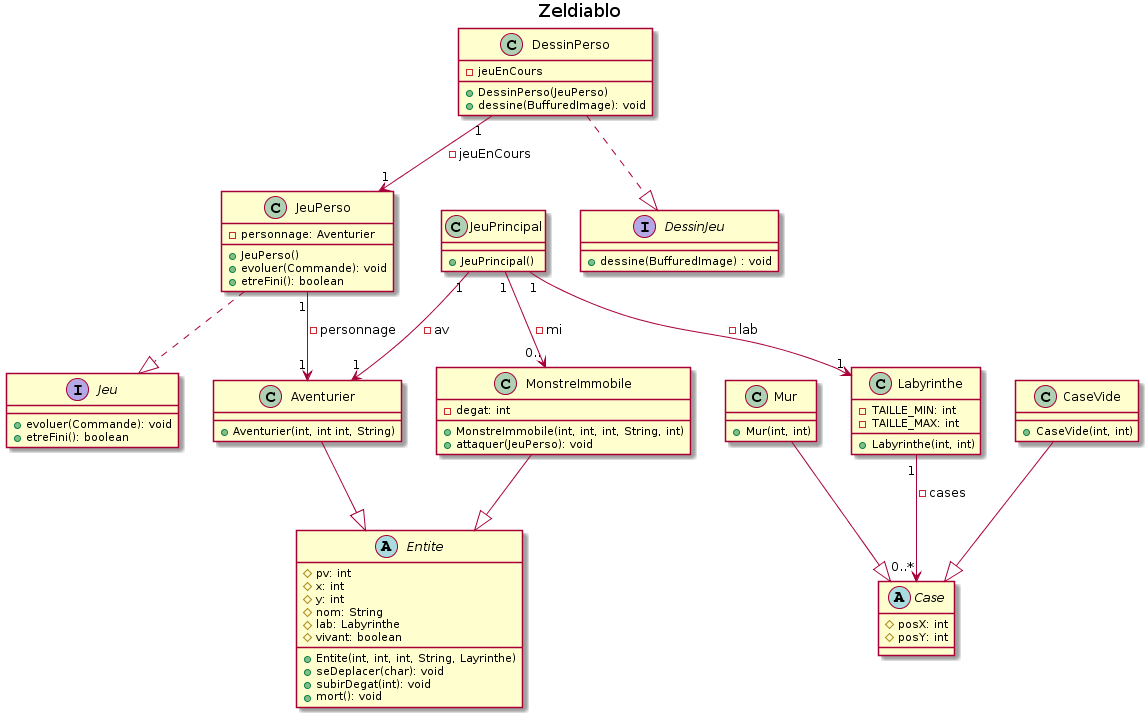 Zeldiablo
C DessinPerso
jeuEnCours
DessinPerso(JeuPerso)
dessine(BuffuredImage): void
1
jeuEnCours
1
C JeuPerso
personnage: Aventurier
JeuPerso()
evoluer(Commande): void
etreFini(): boolean
C JeuPrincipal
JeuPrincipal()
I DessinJeu
dessine(BufferedImage) : void
1
personnage
1
1
av
1
1
mi
0..
1
lab
1
I Jeu
evoluer(Commande): void
etreFini(): boolean
C Aventurier
Aventurier(int, int int, String)
C MonstreImmobile
degat: int
MonstreImmobile(int, int, int, String, int)
attaquer(JeuPerso): void
C Mur
Mur(int, int)
C Labyrinthe
TAILLE_MIN: int
TAILLE_MAX: int
Labyrinthe(int, int)
C CaseVide
CaseVide(int, int)
1
cases
0..*
A Entite
pv: int
x: int
y: int
nom: String
lab: Labyrinthe
vivant: boolean
Entite(int, int, int, String, Layrinthe)
seDeplacer(char): void
subirDegat(int): void
mort(): void
A Case
posX: int
posY: int